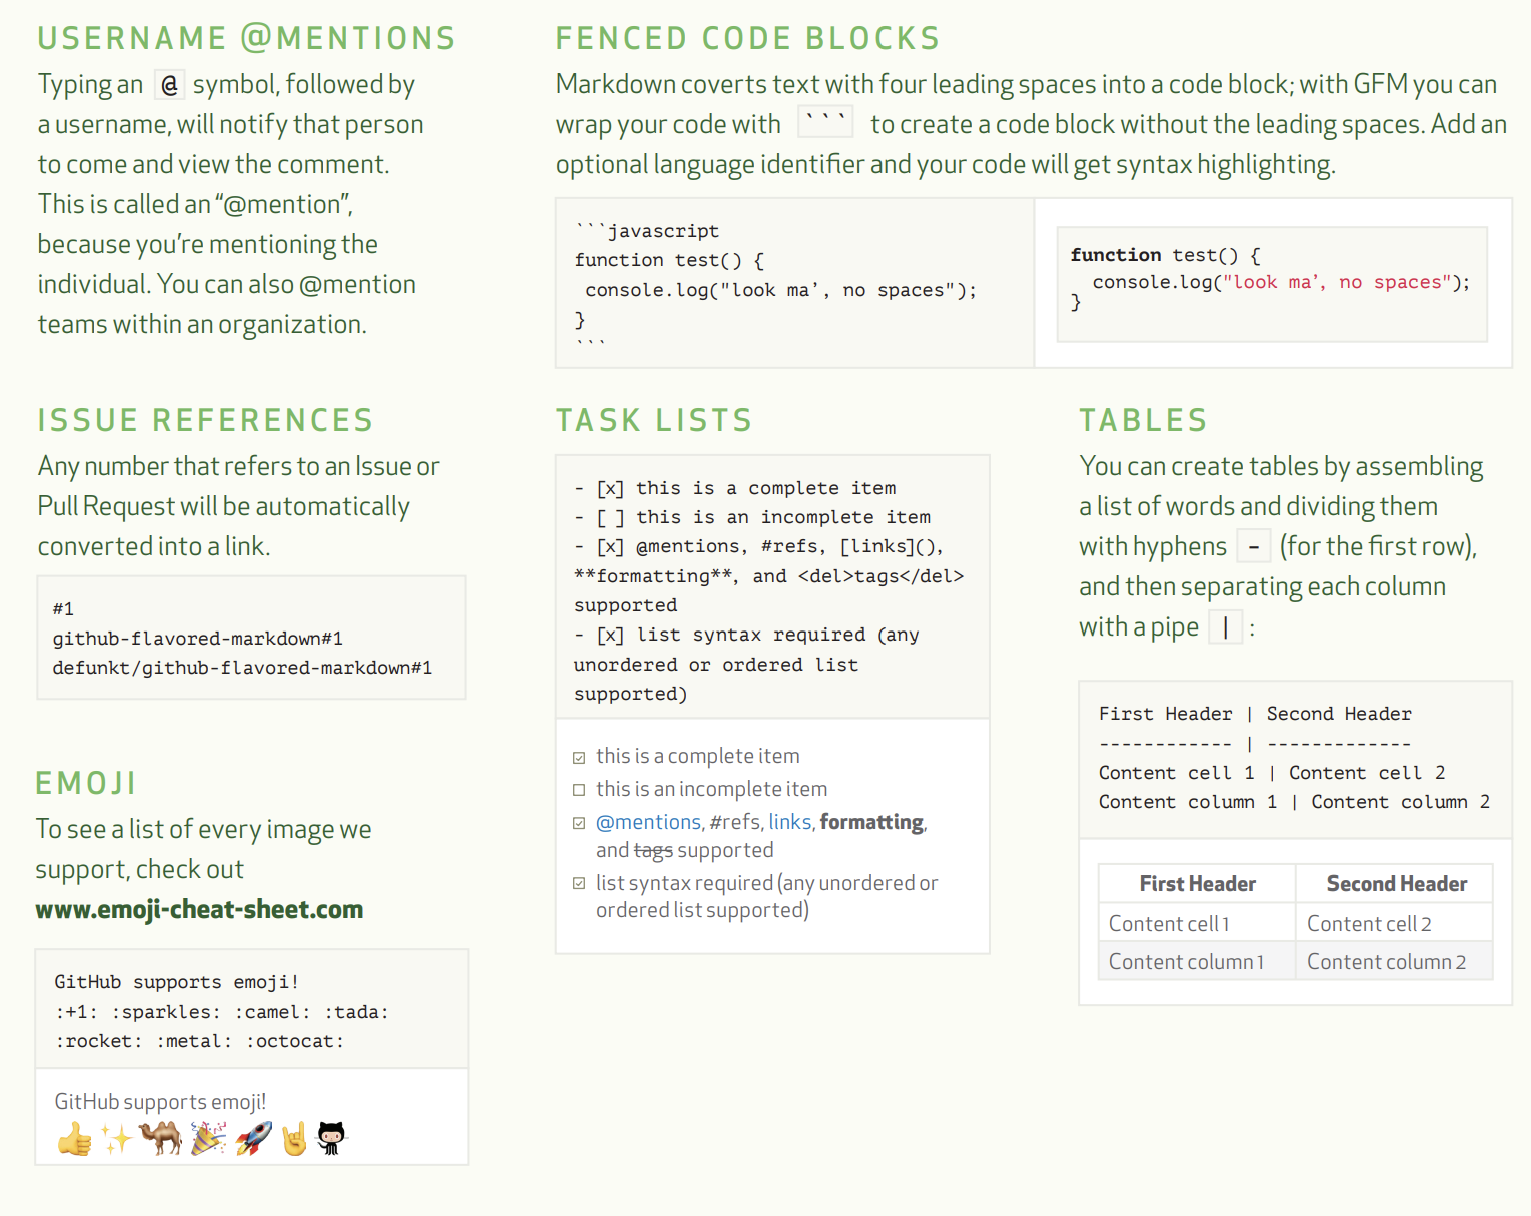 USERNAME @MENTIONS
Typing an @ symbol, followed by
a username, will notify that person
to come and view the comment.
This is called an “@mention”,
because you’re mentioning the
individual. You can also @mention
teams within an organization.
FENCED CODE BLOCKS
Markdown coverts text with four leading spaces into a code block; with GFM you can
wrap your code with ``` to create a code block without the leading spaces. Add an
optional language identifier and your code will get syntax highlighting.
```javascript
function test() {
 console.log("look ma’, no spaces");
}
```
function test() {
  console.log("look ma’, no spaces");
}
ISSUE REFERENCES
Any number that refers to an Issue or
Pull Request will be automatically
converted into a link.
#1
github-flavored-markdown#1
defunkt/github-flavored-markdown#1
EMOJI
To see a list of every image we
support, check out
www.emoji-cheat-sheet.com
GitHub supports emoji!
:+1: :sparkles: :camel: :tada:
:rocket: :metal: :octocat:
GitHub supports emoji!
TASK LISTS
- [x] this is a complete item
- [ ] this is an incomplete item
- [x] @mentions, #refs, [links](),
**formatting**, and <del>tags</del>
supported
- [x] list syntax required (any
unordered or ordered list
supported)
this is a complete item
this is an incomplete item
@mentions, #refs, links, formatting,
and tags supported
list syntax required (any unordered or
ordered list supported)
TABLES
You can create tables by assembling
a list of words and dividing them
with hyphens - (for the first row),
and then separating each column
with a pipe | :
First Header | Second Header
------------ | -------------
Content cell 1 | Content cell 2
Content column 1 | Content column 2
First Header Second Header
Content cell 1 Content cell 2
Content column 1 Content column 2